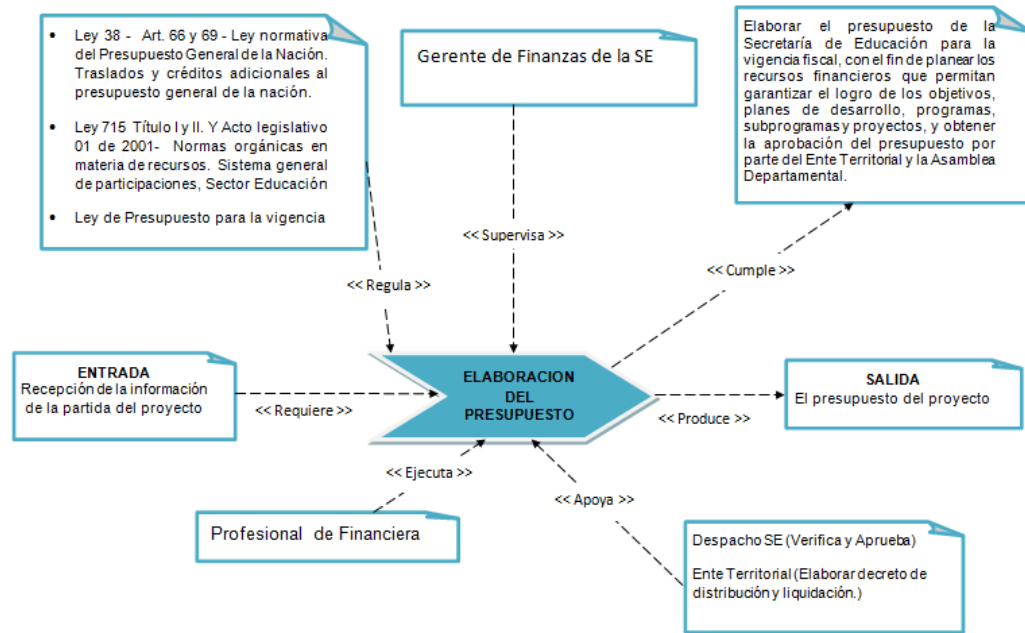 • Ley 38 - Art. 66 y 69 - Ley normativa
del Presupuesto General de la Nación.
Traslados y créditos adicionales al
presupuesto general de la nación.
• Ley 715 Título I y II. Y Acto legislativo
01 de 2001- Normas orgánicas en
materia de recursos. Sistema general
de participaciones, Sector Educación
• Ley de Presupuesto para la vigencia
Gerente de Finanzas de la SE
Elaborar el presupuesto de la
Secretaría de Educación para la
vigencia fiscal, con el fin de planear los
recursos financieros que permitan
garantizar el logro de los objetivos,
planes de desarrollo, programas,
subprogramas y proyectos, y obtener
la aprobación del presupuesto por
parte del Ente Territorial y la Asamblea
Departamental.
<< Supervisa >>
<< Cumple >>
<< Regula >>
ENTRADA
Recepción de la información
de la partida del proyecto
<< Requiere >>
ELABORACION
DEL
PRESUPUESTO
<< Produce >>
SALIDA
El presupuesto del proyecto
<< Ejecuta >>
<< Apoya >>
Profesional de Financiera
Despacho SE (Verifica y Aprueba)
Ente Territorial (Elaborar decreto de
distribución y liquidación.)